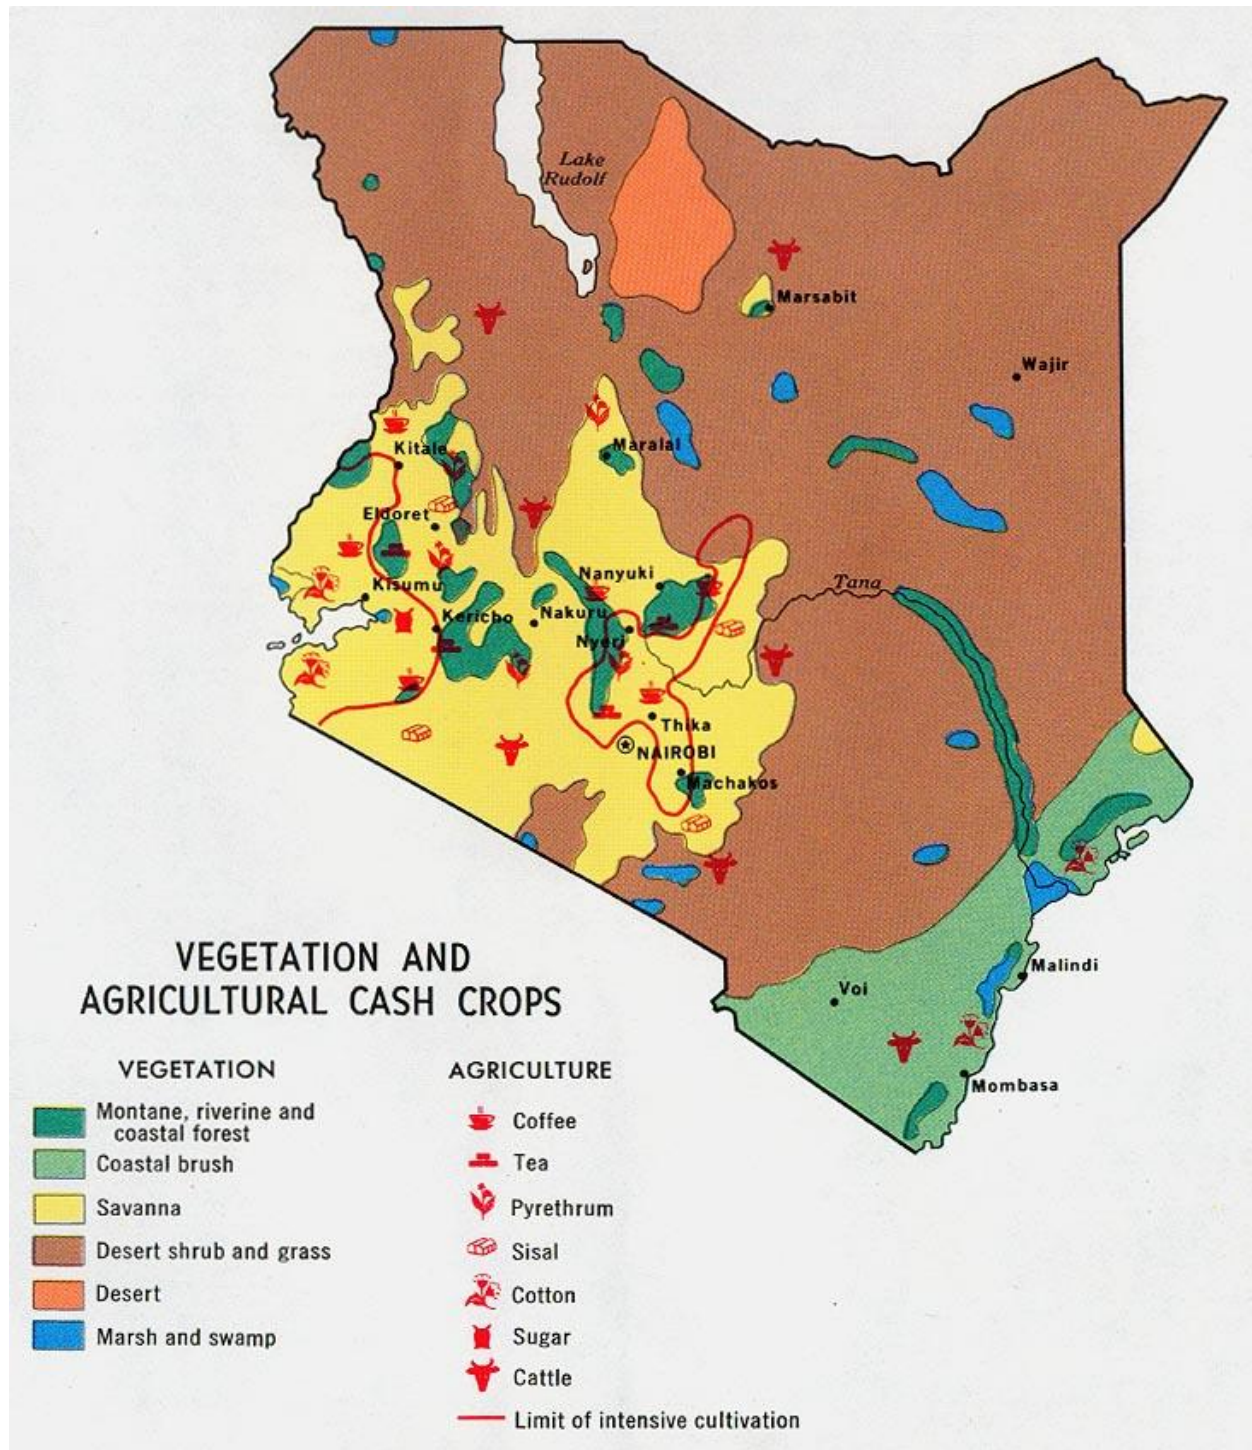 Lake
Rudolf
Marsabit
Wajir
Kitale
Maralal
Eldoret
Nanyuki
Tana
Kisumu
Kericho
Nakuru
Nyeri
Thika
NAIROBI
Machakos
VEGETATION AND
AGRICULTURAL CASH CROPS
Malindi
Voi
Mombasa
VEGETATION
Montane, riverine and
coastal forest
Coastal brush
Savanna
Desert shrub and grass
Desert
Marsh and swamp
AGRICULTURE
Coffee
Tea
Pyrethrum
Sisal
Cotton
Sugar
Cattle
Limit of intensive cultivation